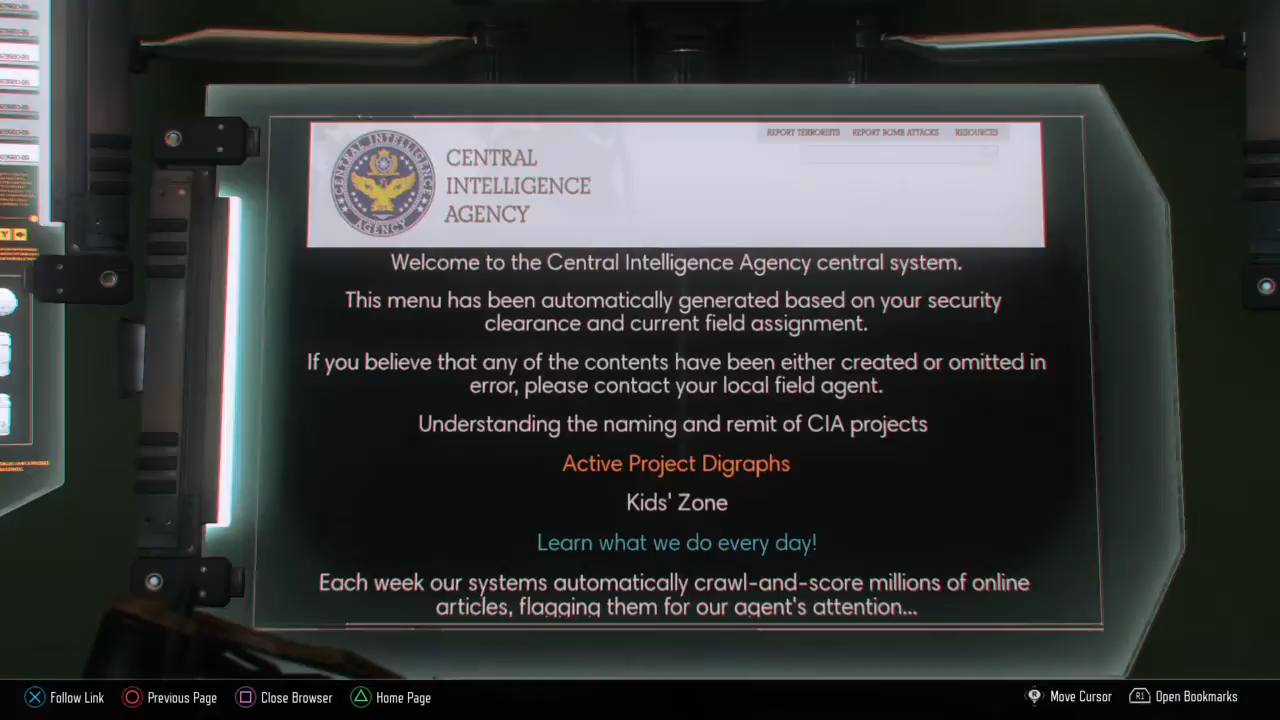 REPORT TERRORISTS REPORT BOMB ATTACKS RESOURCES
CENTRAL INTELLIGENCE AGENCY
CENTRAL
INTELLIGENCE
AGENCY
Welcome to the Central Intelligence Agency central system.
This menu has been automatically generated based on your security
clearance and current field assignment.
If you believe that any of the contents have been either created or omitted in
error, please contact your local field agent.
Understanding the naming and remit of CIA projects
Active Project Digraphs
Kids' Zone
Learn what we do every day!
Each week our systems automatically crawl-and-score millions of online
articles, flagging them for our agent's attention...
Follow Link Previous Page Close Browser Home Page R Move Cursor R1 Open Bookmarks